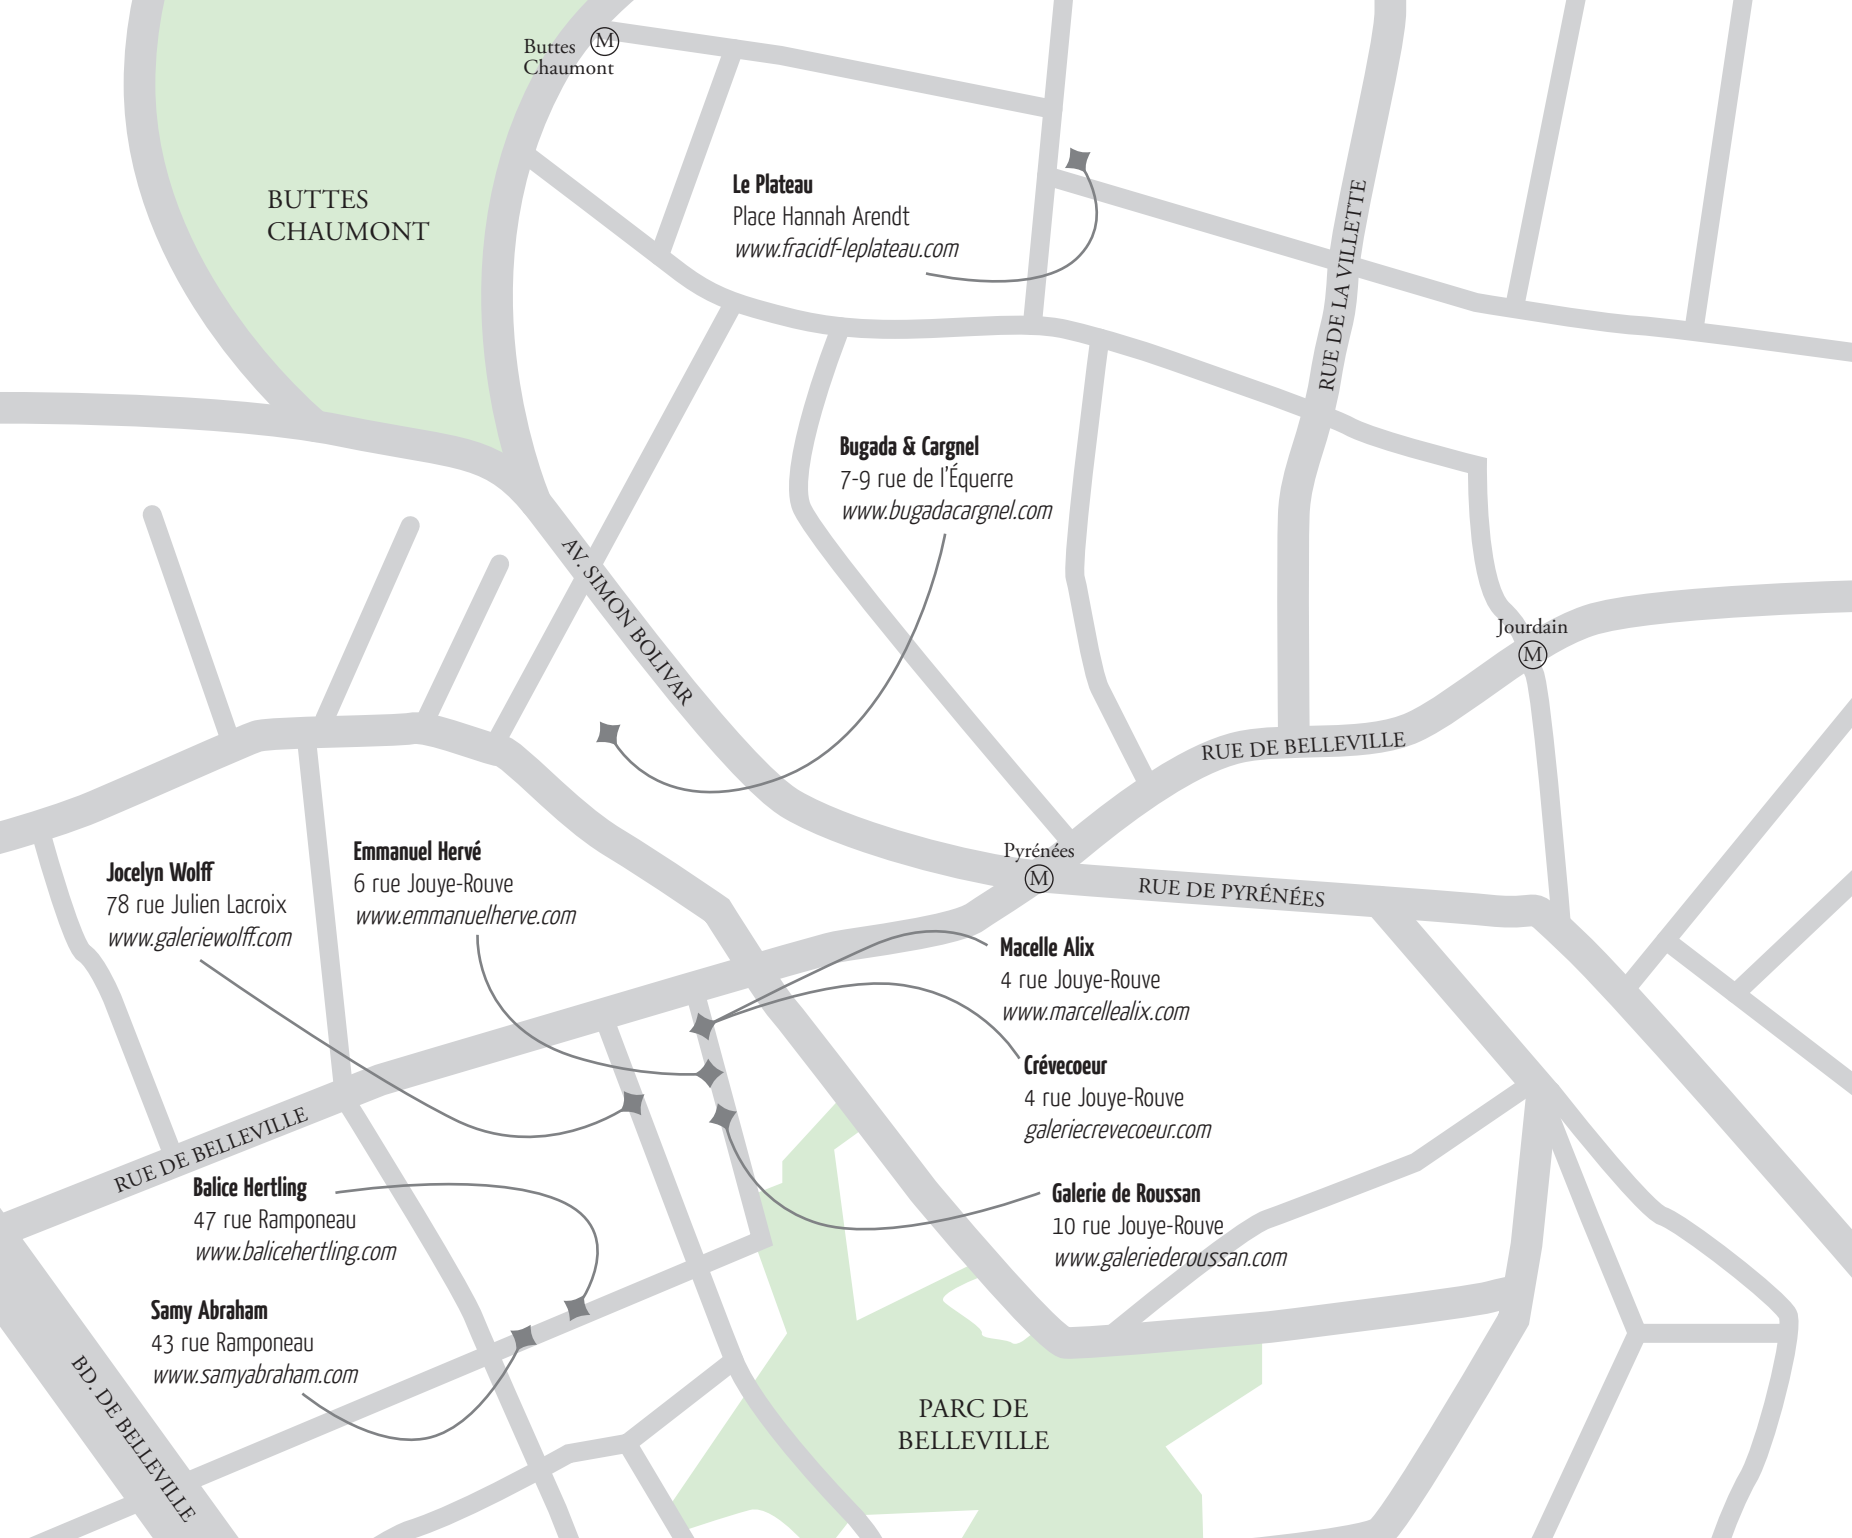 Buttes
Chaumont
M
BUTTES
CHAUMONT
Le Plateau
Place Hannah Arendt
www.fracidf-leplateau.com
RUE DE LA VILLETTE
Bugada & Cargnel
7-9 rue de l'Équerre
www.bugadacargnel.com
AV. SIMON BOLIVAR
Jourdain
M
RUE DE BELLEVILLE
Pyrénées
M
RUE DE PYRÉNÉES
Emmanuel Hervé
6 rue Jouye-Rouve
www.emmanuelherve.com
Jocelyn Wolff
78 rue Julien Lacroix
www.galeriewolff.com
Macelle Alix
4 rue Jouye-Rouve
www.marcellealix.com
Crévecoeur
4 rue Jouye-Rouve
galeriecrevecoeur.com
RUE DE BELLEVILLE
Balice Hertling
47 rue Ramponeau
www.balicehertling.com
Galerie de Roussan
10 rue Jouye-Rouve
www.galeriederoussan.com
Samy Abraham
43 rue Ramponeau
www.samyabraham.com
BD. DE BELLEVILLE
PARC DE
BELLEVILLE